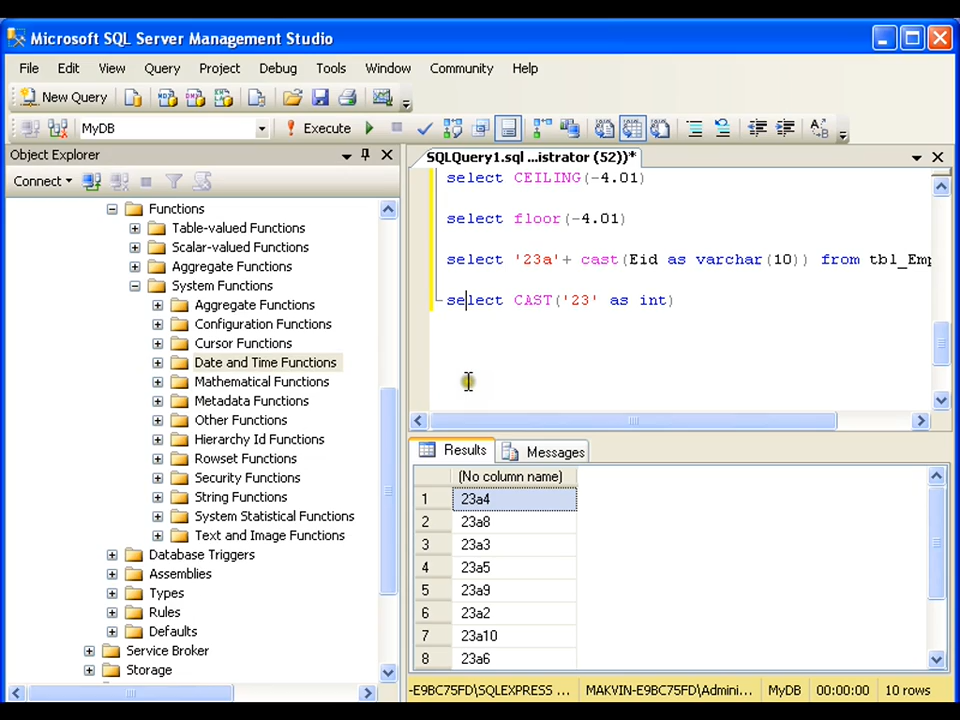 Microsoft SQL Server Management Studio
File Edit View Query Project Debug Tools Window Community Help
New Query
MyDB Execute
Object Explorer
SQLQuery1.sql ...istrator (52))*
Connect
Functions
Table-valued Functions
Scalar-valued Functions
Aggregate Functions
System Functions
Aggregate Functions
Configuration Functions
Cursor Functions
Date and Time Functions
Mathematical Functions
Metadata Functions
Other Functions
Hierarchy Id Functions
Rowset Functions
Security Functions
String Functions
System Statistical Functions
Text and Image Functions
Database Triggers
Assemblies
Types
Rules
Defaults
Service Broker
Storage
select CEILING(-4.01)
select floor(-4.01)
select '23a'+ cast(Eid as varchar(10)) from tbl_Emp
select CAST('23' as int)
Results Messages
(No column name)
1 23a4
2 23a8
3 23a3
4 23a5
5 23a9
6 23a2
7 23a10
8 23a6
-E9BC75FD\SQLEXPRESS ... MAKVIN-E9BC75FD\Admini... MyDB 00:00:00 10 rows